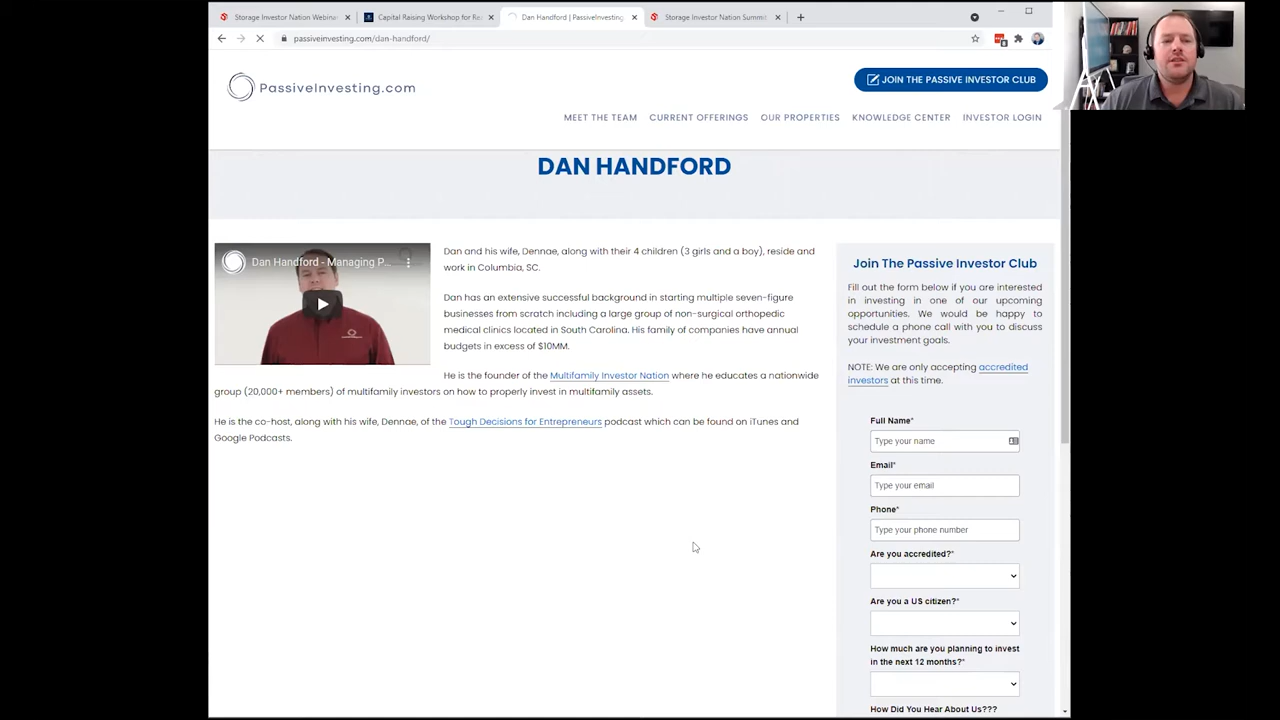 Storage Investor Nation Webina
Capital Raising Workshop for Re
Dan Handford | PassiveInvesting
Storage Investor Nation Summi
passiveinvesting.com/dan-handford/
PassiveInvesting.com
JOIN THE PASSIVE INVESTOR CLUB
MEET THE TEAM
CURRENT OFFERINGS
OUR PROPERTIES
KNOWLEDGE CENTER
INVESTOR LOGIN
DAN HANDFORD
Dan Handford - Managing P...
Dan and his wife, Dennae, along with their 4 children (3 girls and a boy), reside and
work in Columbia, SC.
Dan has an extensive successful background in starting multiple seven-figure
businesses from scratch including a large group of non-surgical orthopedic
medical clinics located in South Carolina. His family of companies have annual
budgets in excess of $10MM.
He is the founder of the Multifamily Investor Nation where he educates a nationwide
group (20,000+ members) of multifamily investors on how to properly invest in multifamily assets.
He is the co-host, along with his wife, Dennae, of the Tough Decisions for Entrepreneurs podcast which can be found on iTunes and
Google Podcasts.
Join The Passive Investor Club
Fill out the form below if you are interested
in investing in one of our upcoming
opportunities. We would be happy to
schedule a phone call with you to discuss
your investment goals.
NOTE: We are only accepting accredited
investors at this time.
Full Name*
Type your name
Email*
Type your email
Phone*
Type your phone number
Are you accredited?*
Are you a US citizen?*
How much are you planning to invest
in the next 12 months?*
How Did You Hear About Us???